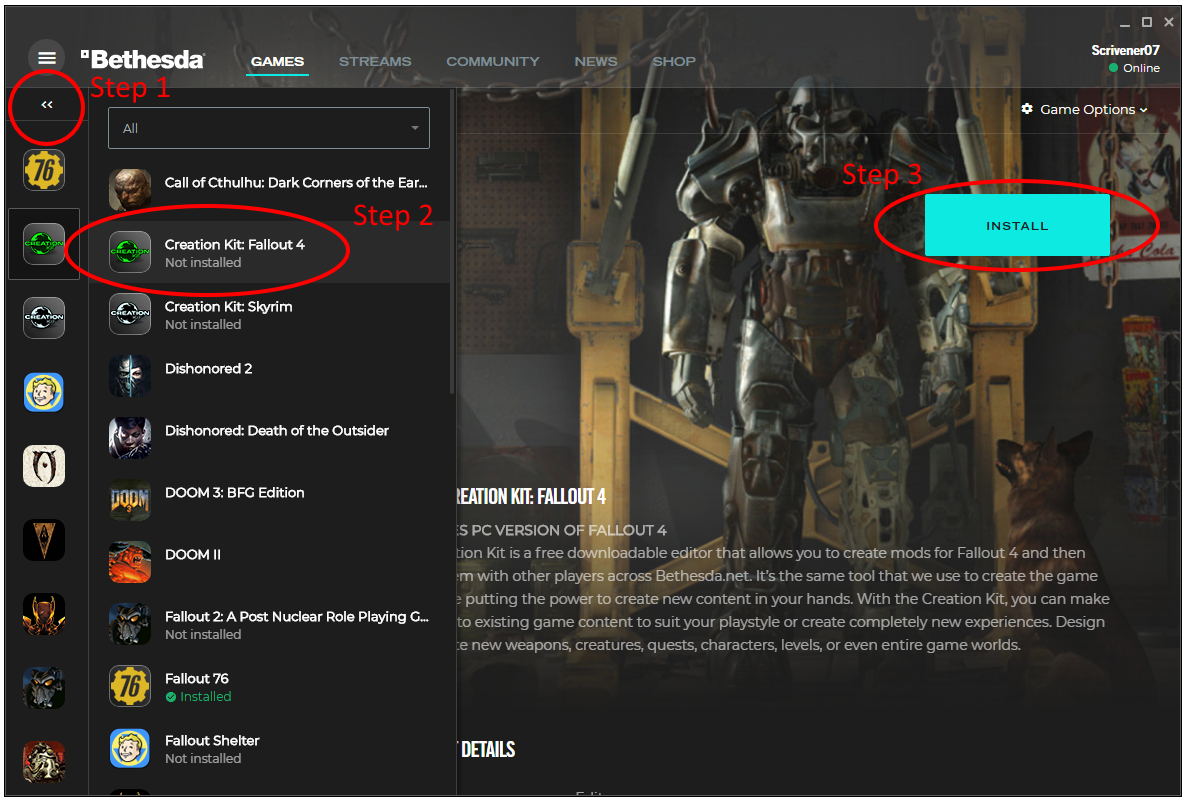 Bethesda
GAMES
STREAMS
COMMUNITY
NEWS
SHOP
Scrivener07
Online
Step 1
<<
All
Game Options
76
Call of Cthulhu: Dark Corners of the Ear...
Step 3
INSTALL
Step 2
CREATION
CREATION
Creation Kit: Fallout 4
Not installed
CREATION
CREATION
Creation Kit: Skyrim
Not installed
Dishonored 2
Dishonored: Death of the Outsider
DOOM
3
DOOM 3: BFG Edition
DOOM II
Fallout 2: A Post Nuclear Role Playing G...
Not installed
76
Fallout 76
Installed
Fallout Shelter
Not installed
REATION KIT: FALLOUT 4
ES PC VERSION OF FALLOUT 4
tion Kit is a free downloadable editor that allows you to create mods for Fallout 4 and then
em with other players across Bethesda.net. It's the same tool that we use to create the game
e putting the power to create new content in your hands. With the Creation Kit, you can make
to existing game content to suit your playstyle or create completely new experiences. Design
te new weapons, creatures, quests, characters, levels, or even entire game worlds.
T DETAILS